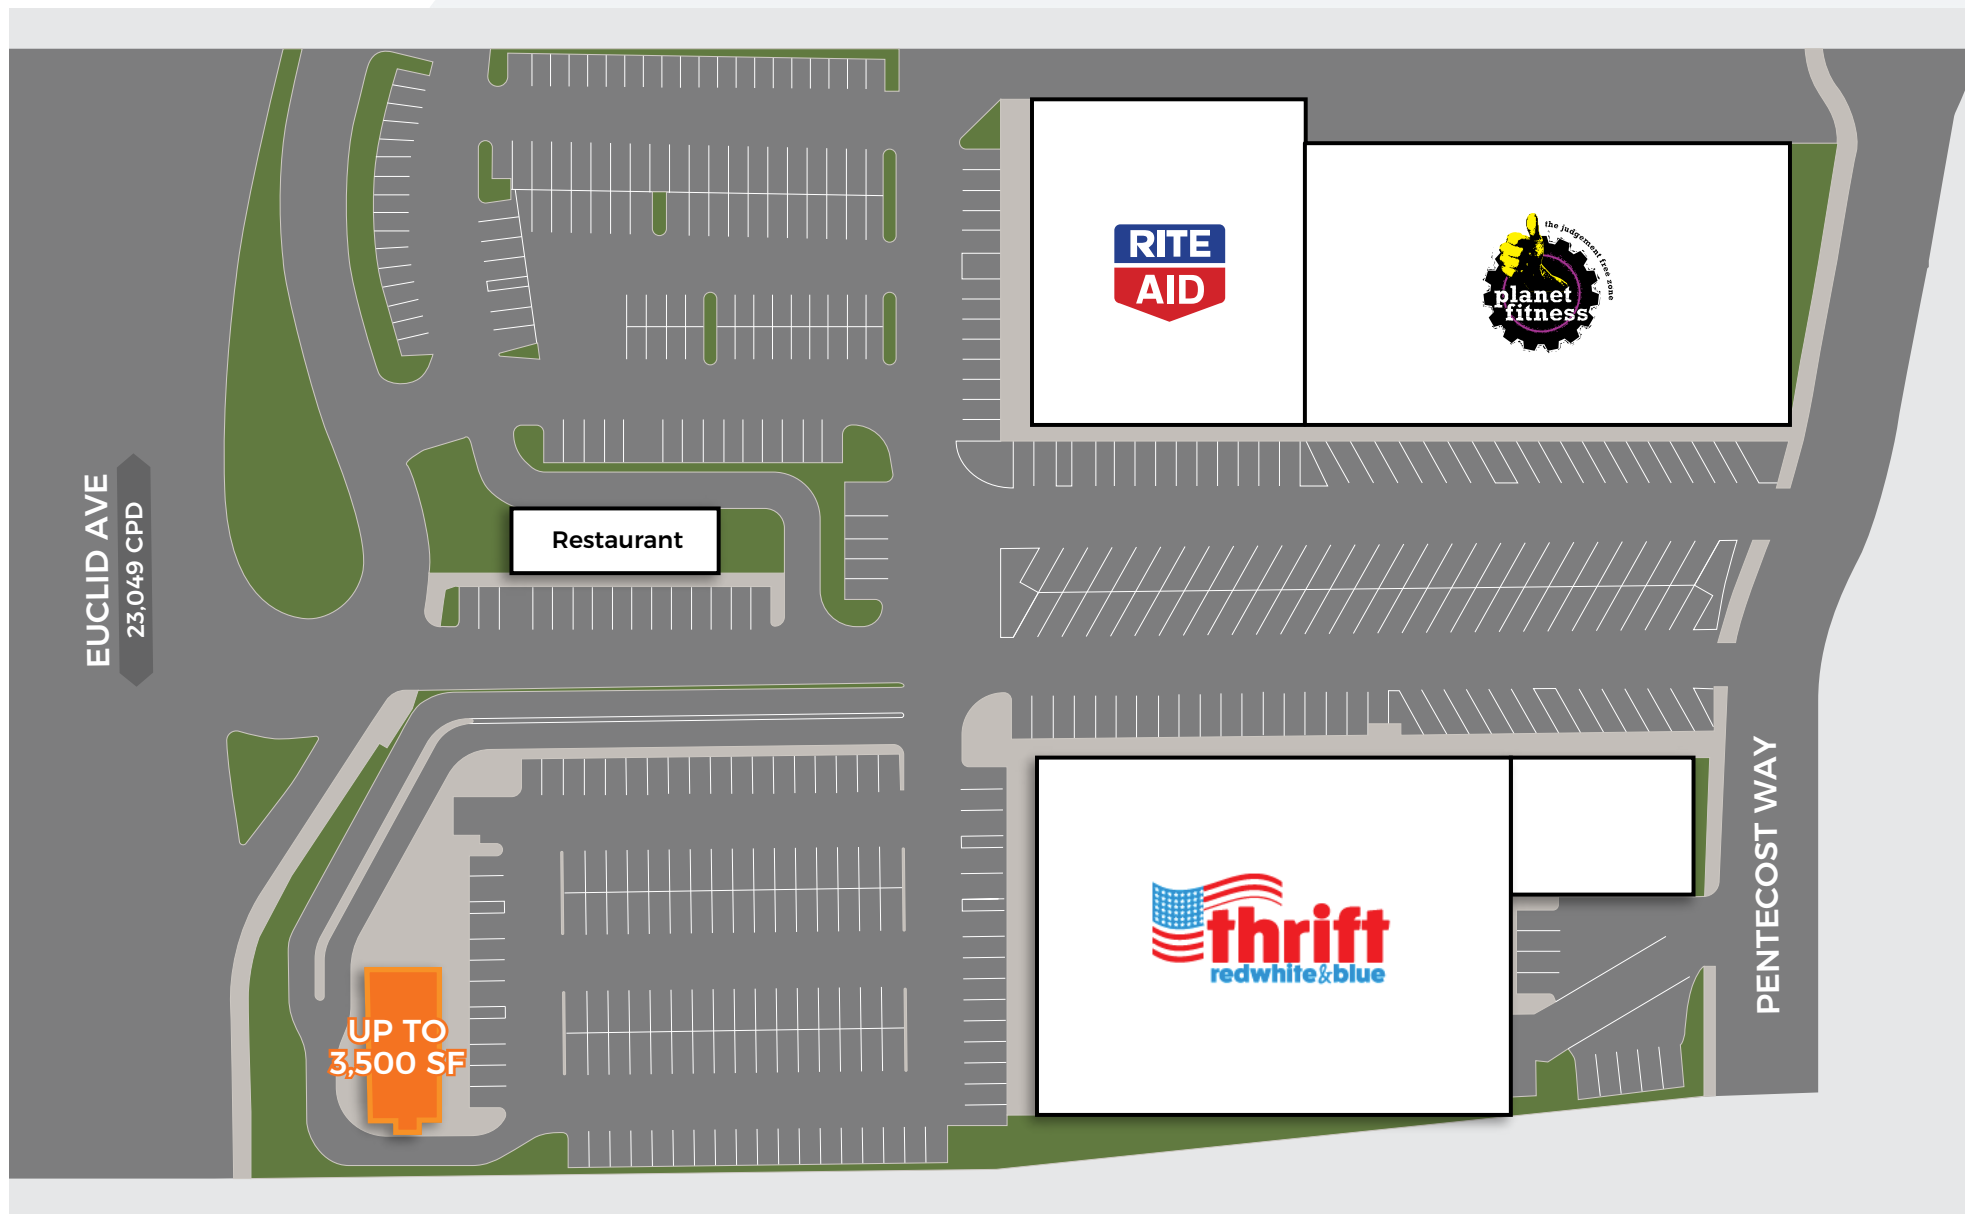 RITE
AID
the judgement free zone
planet
fitness
EUCLID AVE
23,049 CPD
Restaurant
PENTECOST WAY
thrift
redwhite&blue
UP TO
3,500 SF